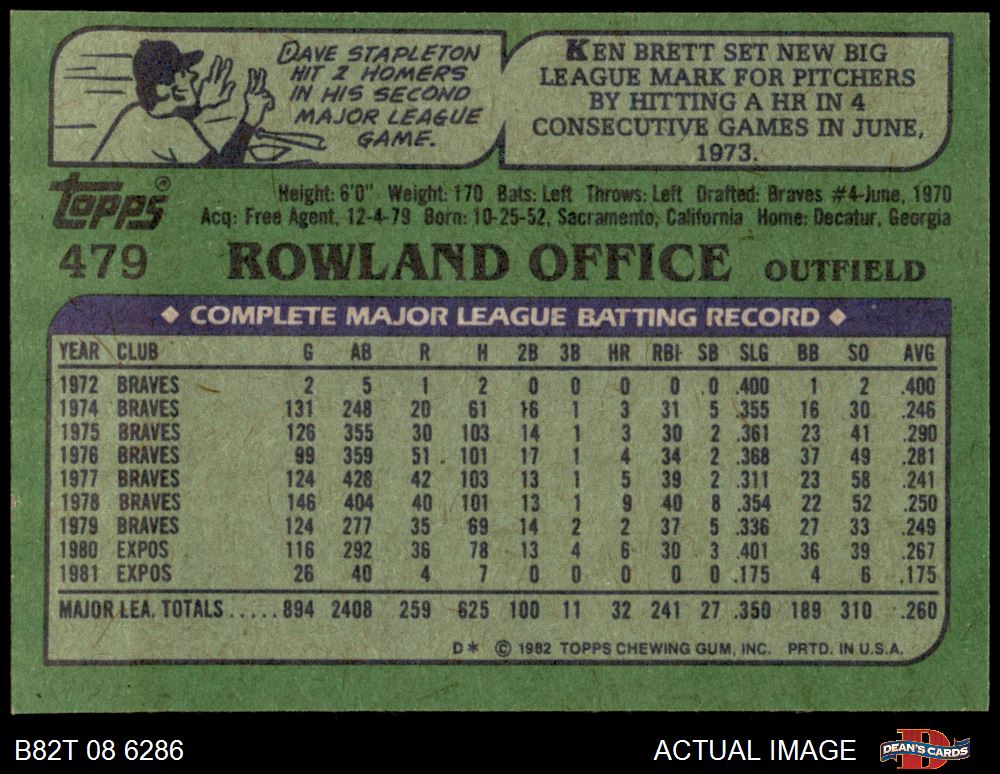 DAVE STAPLETON
HIT 2 HOMERS
IN HIS SECOND
MAJOR LEAGUE
GAME.
KEN BRETT SET NEW BIG
LEAGUE MARK FOR PITCHERS
BY HITTING A HR IN 4
CONSECUTIVE GAMES IN JUNE,
1973.
Topps®
Height: 6'0" Weight: 170 Bats: Left Throws: Left Drafted: Braves #4-June, 1970
Acq: Free Agent, 12-4-79 Born: 10-25-52, Sacramento, California Home: Decatur, Georgia
479 ROWLAND OFFICE OUTFIELD
◆ COMPLETE MAJOR LEAGUE BATTING RECORD ◆
YEAR CLUB G AB R H 2B 3B HR RBI SB SLG BB SO AVG
1972 BRAVES 2 5 1 2 0 0 0 0 0 .400 1 2 .400
1974 BRAVES 131 248 20 61 16 1 3 31 5 .355 16 30 .246
1975 BRAVES 126 355 30 103 14 1 3 30 2 .361 23 41 .290
1976 BRAVES 99 359 51 101 17 1 4 34 2 .368 37 49 .281
1977 BRAVES 124 428 42 103 13 1 5 39 2 .311 23 58 .241
1978 BRAVES 146 404 40 101 13 1 9 40 8 .354 22 52 .250
1979 BRAVES 124 277 35 69 14 2 2 37 5 .336 27 33 .249
1980 EXPOS 116 292 36 78 13 4 6 30 3 .401 36 39 .267
1981 EXPOS 26 40 4 7 0 0 0 0 0 .175 4 6 .175
MAJOR LEA. TOTALS.....894 2408 259 625 100 11 32 241 27 .350 189 310 .260
D* © 1982 TOPPS CHEWING GUM, INC. PRTD. IN U.S.A.
B82T 08 6286 ACTUAL IMAGE DEAN'S CARDS